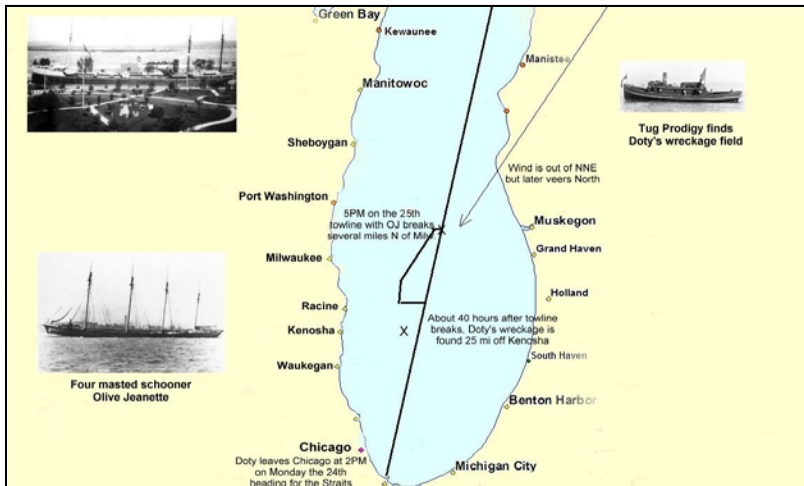 Green Bay
Kewaunee
Manistee
Manitowoc
Tug Prodigy finds
Doty's wreckage field
Sheboygan
Wind is out of NNE
but later veers North
Port Washington
5PM on the 25th
towline with OJ breaks
several miles N of Milw.
Muskegon
Grand Haven
Milwaukee
Holland
Racine
About 40 hours after towline
breaks, Doty's wreckage is
found 25 mi off Kenosha
Kenosha
X
X
South Haven
Waukegan
Four masted schooner
Olive Jeanette
Benton Harbor
Chicago
Doty leaves Chicago at 2PM
on Monday the 24th
heading for the Straits
Michigan City